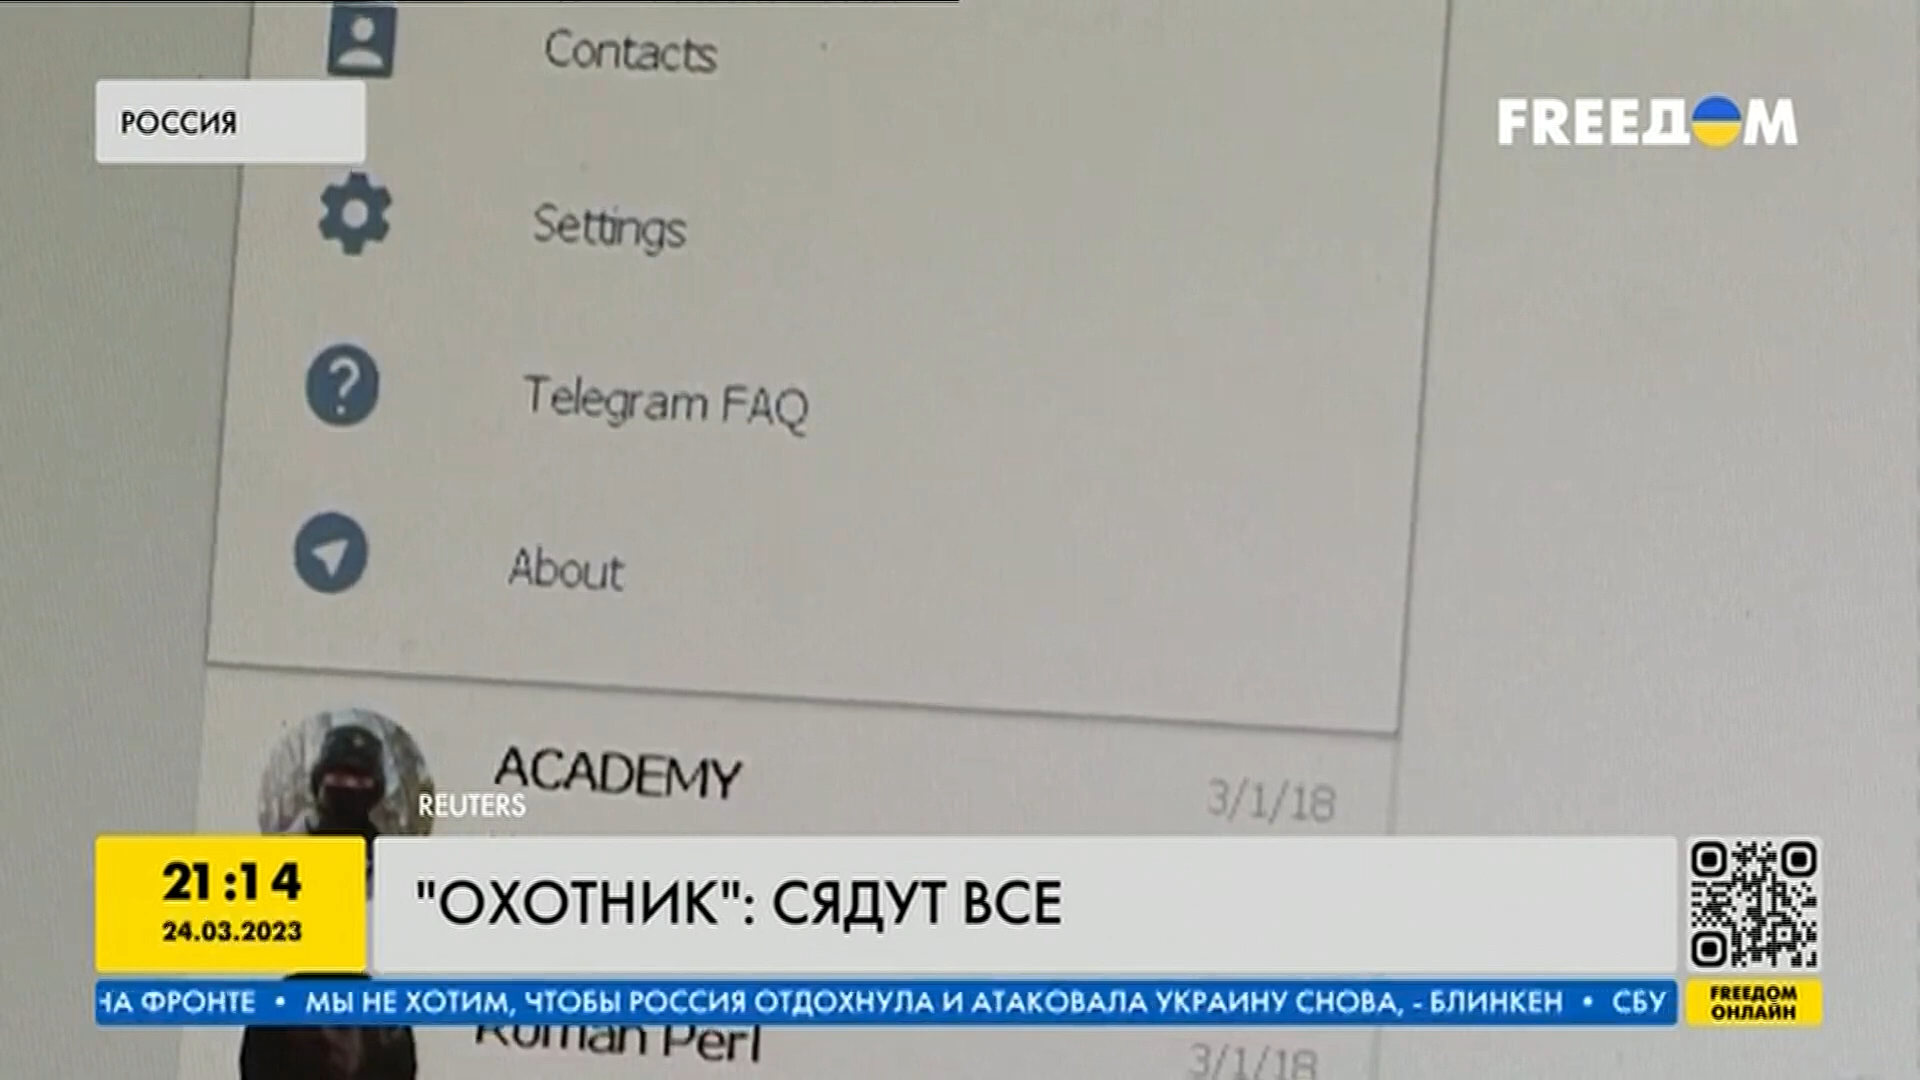 Contacts
РОССИЯ
FREEДOM
Settings
Telegram FAQ
About
ACADEMY
3/1/18
REUTERS
21:14
24.03.2023
"ОХОТНИК": СЯДУТ ВСЕ
НА ФРОНТЕ • МЫ НЕ ХОТИМ, ЧТОБЫ РОССИЯ ОТДОХНУЛА И АТАКОВАЛА УКРАИНУ СНОВА, - БЛИНКЕН • СБУ
FREEДOM
ОНЛАЙН
Roman Perl
3/1/18